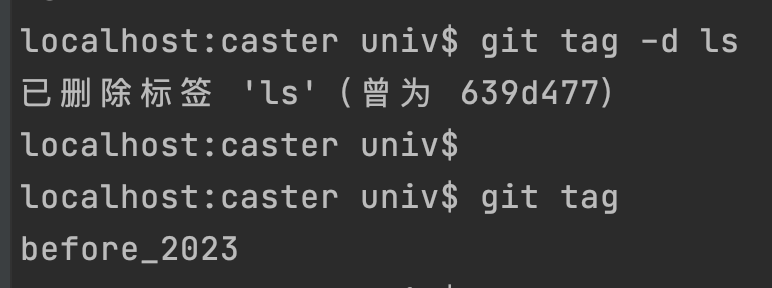 localhost:caster univ$ git tag -d ls
已删除标签 'ls'（曾为 639d477）
localhost:caster univ$
localhost:caster univ$ git tag
before_2023